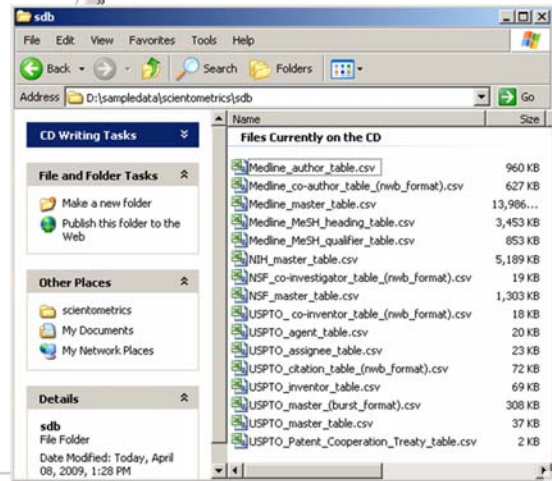 sdb
File Edit View Favorites Tools Help
Back Search Folders
Address D:\sampledata\scientometrics\sdb Go
CD Writing Tasks
File and Folder Tasks
Make a new folder
Publish this folder to the
Web
Other Places
scientometrics
My Documents
My Network Places
Details
sdb
File Folder
Date Modified: Today, April
08, 2009, 1:28 PM
Name Size
Files Currently on the CD
Medline_author_table.csv 960 KB
Medline_co-author_table_(nwb_format).csv 627 KB
Medline_master_table.csv 13,986...
Medline_MeSH_heading_table.csv 3,453 KB
Medline_MeSH_qualifier_table.csv 853 KB
NIH_master_table.csv 5,189 KB
NSF_co-investigator_table_(nwb_format).csv 19 KB
NSF_master_table.csv 1,303 KB
USPTO_ co-inventor_table_(nwb_format).csv 18 KB
USPTO_agent_table.csv 20 KB
USPTO_assignee_table.csv 23 KB
USPTO_citation_table_(nwb_format).csv 72 KB
USPTO_inventor_table.csv 69 KB
USPTO_master_(burst_format).csv 308 KB
USPTO_master_table.csv 37 KB
USPTO_Patent_Cooperation_Treaty_table.csv 2 KB